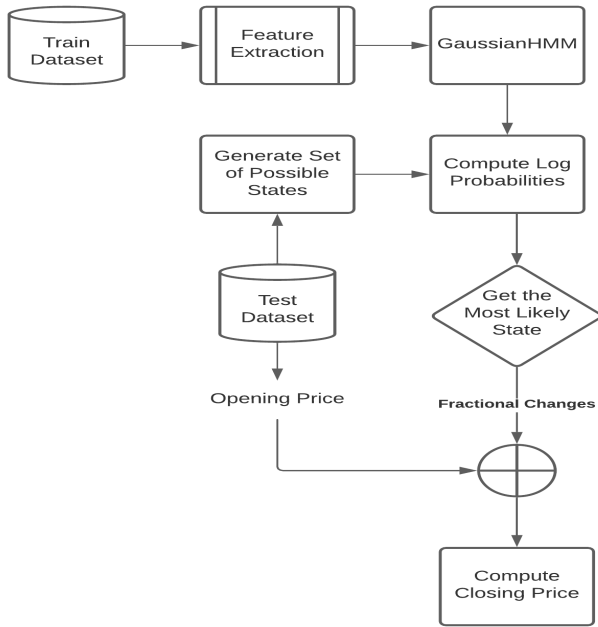 Train
Dataset
Feature
Extraction
GaussianHMM
Generate Set
of Possible
States
Compute Log
Probabilities
Test
Dataset
Get the
Most Likely
State
Opening Price
Fractional Changes
Compute
Closing Price